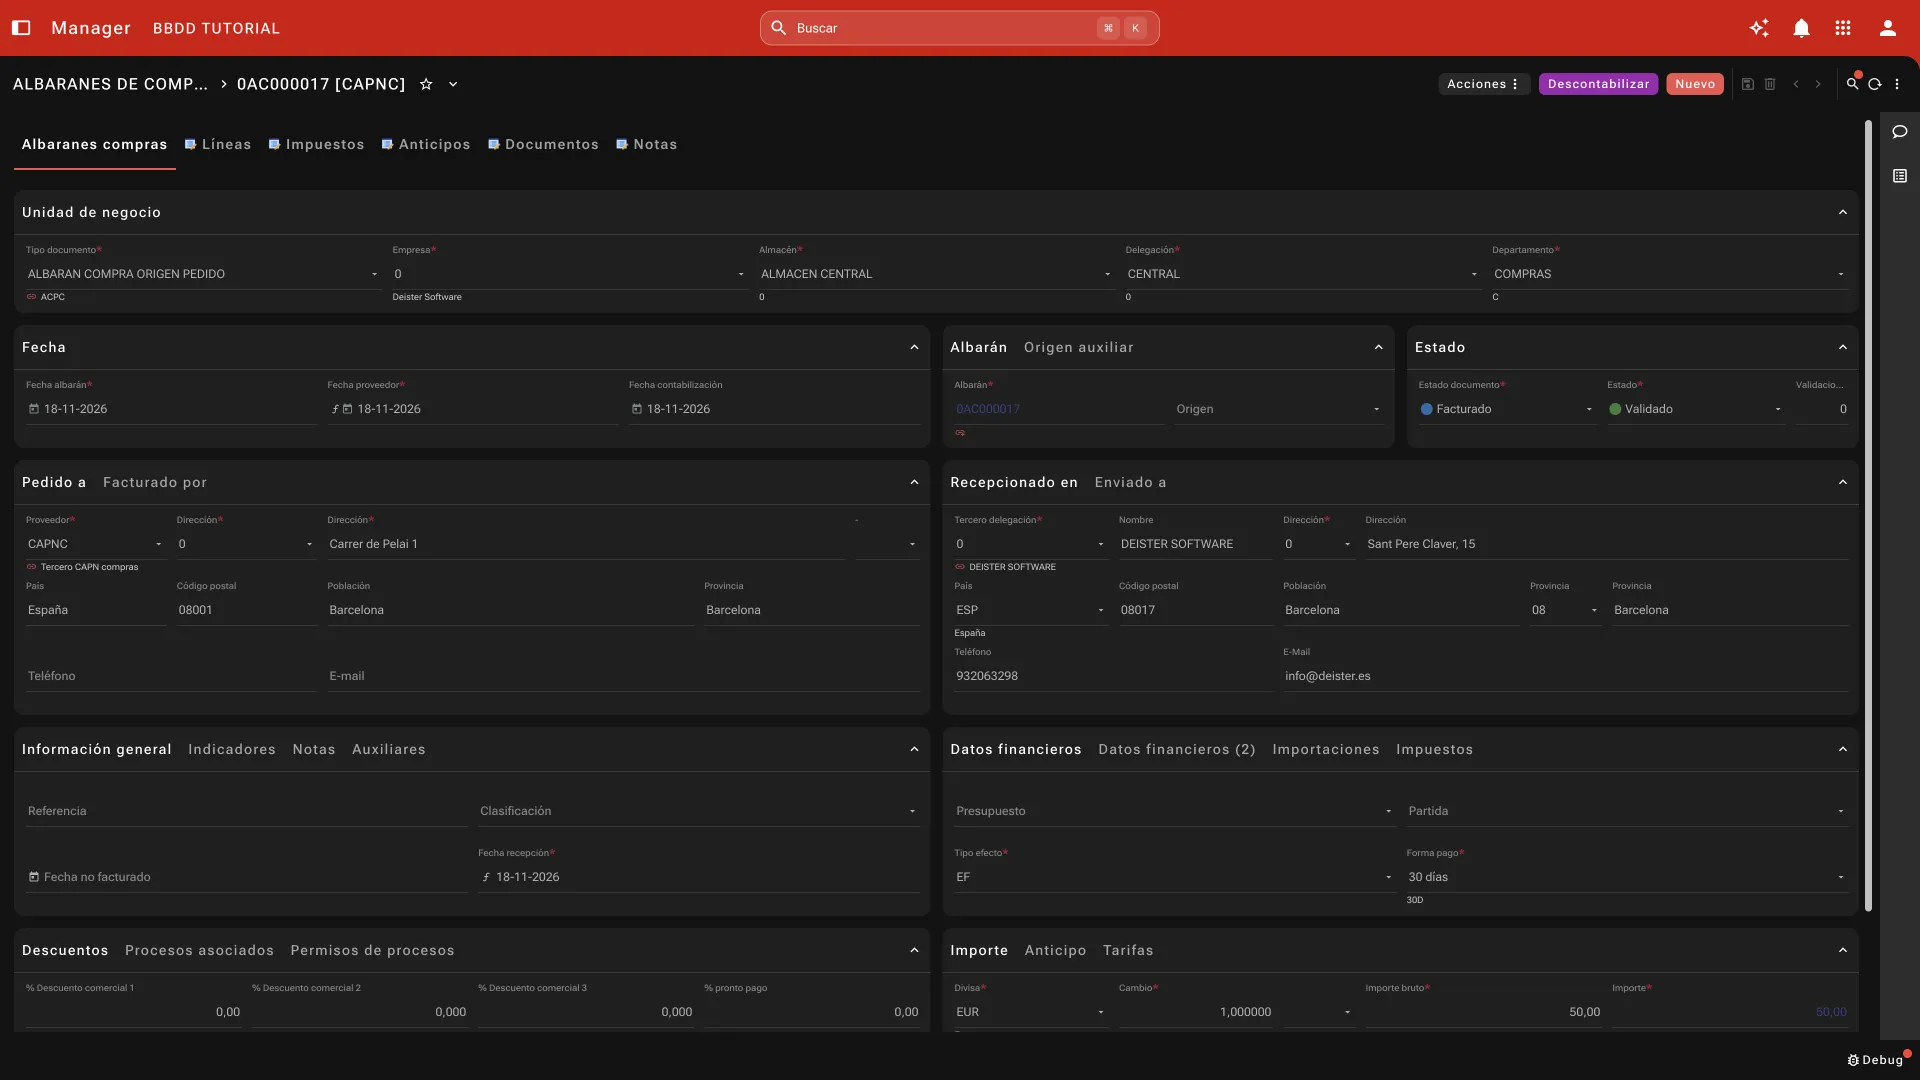 Manager BBDD TUTORIAL Buscar ⌘ K
ALBARANES DE COMP... > 0AC000017 [CAPNC] Acciones Descontabilizar Nuevo
Albaranes compras Líneas Impuestos Anticipos Documentos Notas
Unidad de negocio
Tipo documento* Empresa* Almacén* Delegación* Departamento*
ALBARAN COMPRA ORIGEN PEDIDO 0 ALMACEN CENTRAL CENTRAL COMPRAS
ACPC Deister Software 0 0 C
Fecha Albarán Origen auxiliar Estado
Fecha albarán* Fecha proveedor* Fecha contabilización Albarán* Estado documento* Estado* Validacio...
18-11-2026 18-11-2026 18-11-2026 0AC000017 Origen Facturado Validado 0
Pedido a Facturado por Recepcionado en Enviado a
Proveedor* Dirección* Dirección* - Tercero delegación* Nombre Dirección* Dirección
CAPNC 0 Carrer de Pelai 1 0 DEISTER SOFTWARE 0 Sant Pere Claver, 15
Tercero CAPN compras DEISTER SOFTWARE
País Código postal Población Provincia País Código postal Población Provincia Provincia
España 08001 Barcelona Barcelona ESP 08017 Barcelona 08 Barcelona
España
Teléfono E-Mail
Teléfono E-mail 932063298 info@deister.es
Información general Indicadores Notas Auxiliares Datos financieros Datos financieros (2) Importaciones Impuestos
Referencia Clasificación Presupuesto Partida
Fecha recepción* Tipo efecto* Forma pago*
Fecha no facturado 18-11-2026 EF 30 días
30D
Descuentos Procesos asociados Permisos de procesos Importe Anticipo Tarifas
% Descuento comercial 1 % Descuento comercial 2 % Descuento comercial 3 % pronto pago Divisa* Cambio* Importe bruto* Importe*
0,00 0,000 0,000 0,00 EUR 1,000000 50,00 50,00
Debug